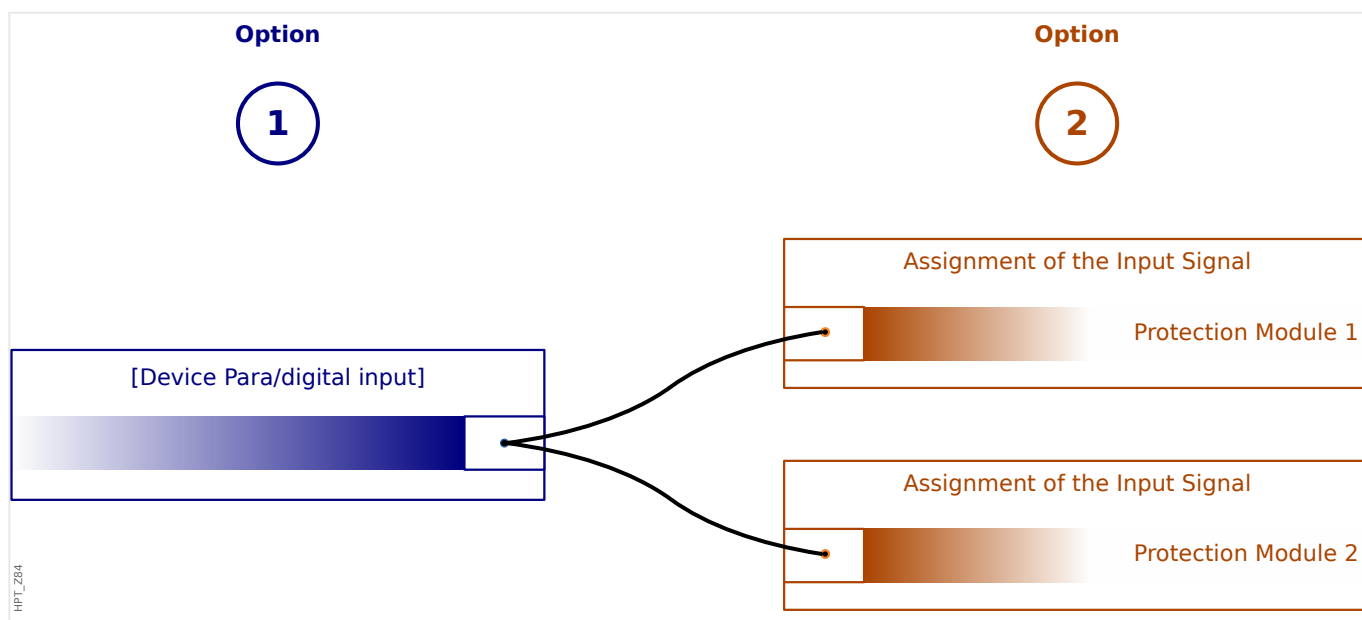 Option
1
Option
2
[Device Para/digital input]
Assignment of the Input Signal
Protection Module 1
Assignment of the Input Signal
Protection Module 2
HPT_Z84